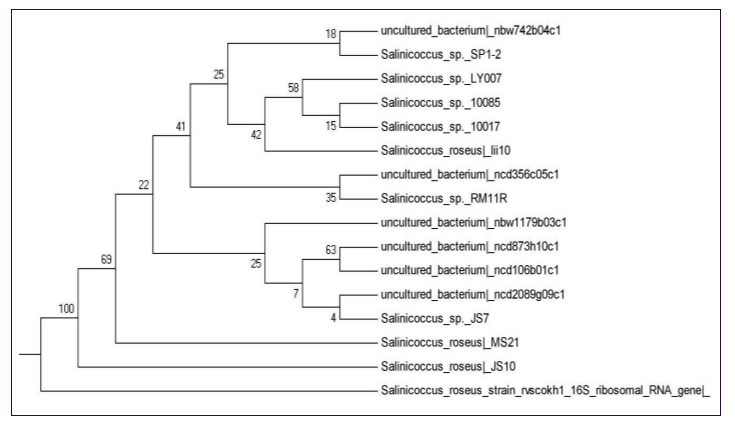 18
uncultured_bacterium|_nbw742b04c1
Salinicoccus_sp._SP1-2
25
Salinicoccus_sp._LY007
58
Salinicoccus_sp._10085
15
Salinicoccus_sp._10017
42
Salinicoccus_roseus|_lii10
41
uncultured_bacterium|_ncd356c05c1
35
Salinicoccus_sp._RM11R
22
uncultured_bacterium|_nbw1179b03c1
63
uncultured_bacterium|_ncd873h10c1
25
uncultured_bacterium|_ncd106b01c1
7
uncultured_bacterium|_ncd2089g09c1
4
Salinicoccus_sp._JS7
69
Salinicoccus_roseus|_MS21
100
Salinicoccus_roseus|_JS10
Salinicoccus_roseus_strain_rvscokh1_16S_ribosomal_RNA_gene|_